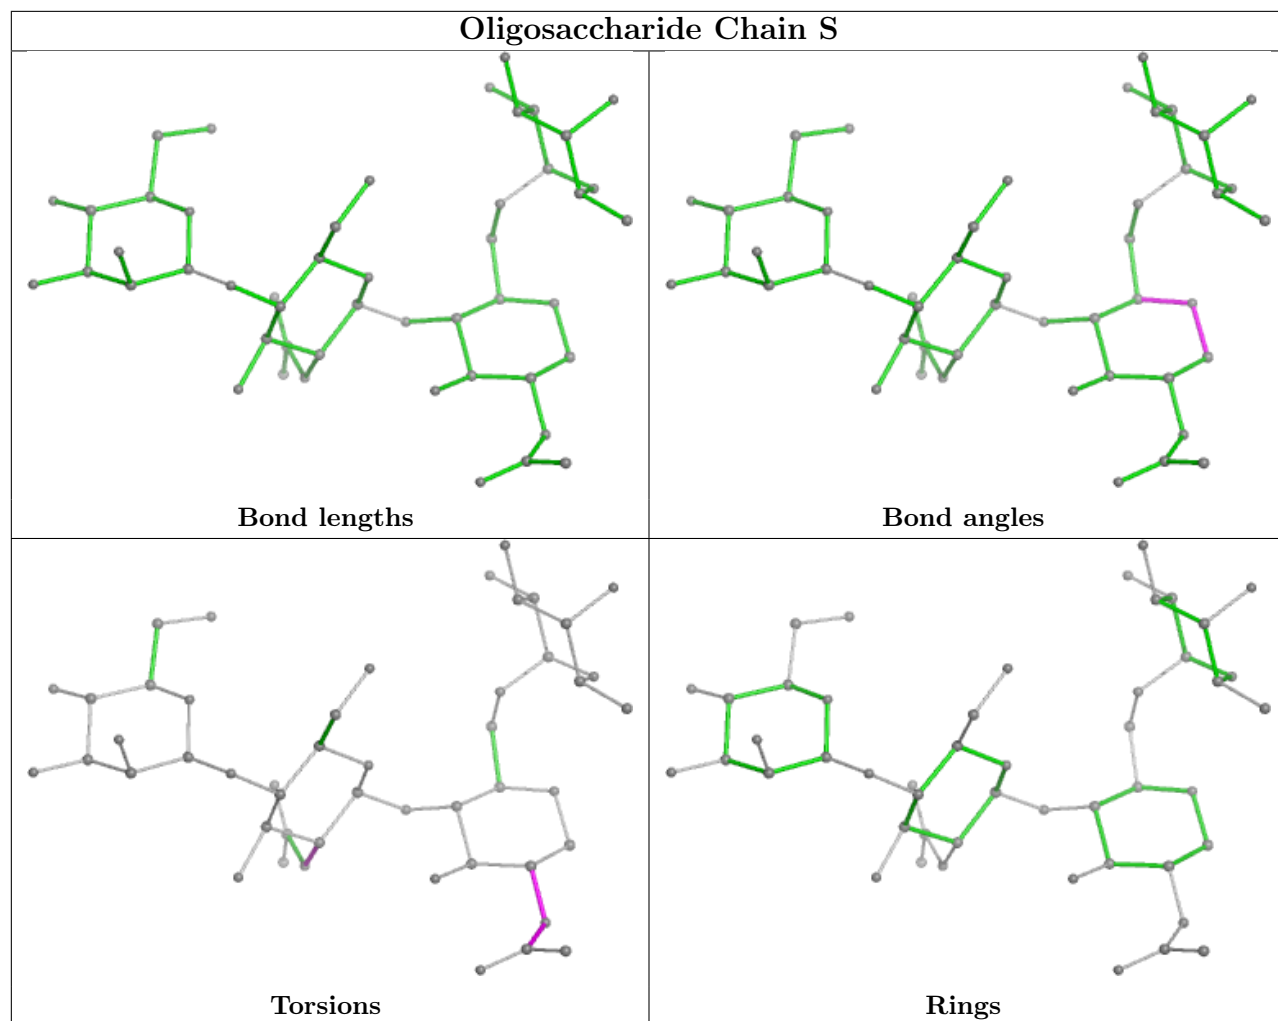 Oligosaccharide Chain S
Bond lengths
Bond angles
Torsions
Rings